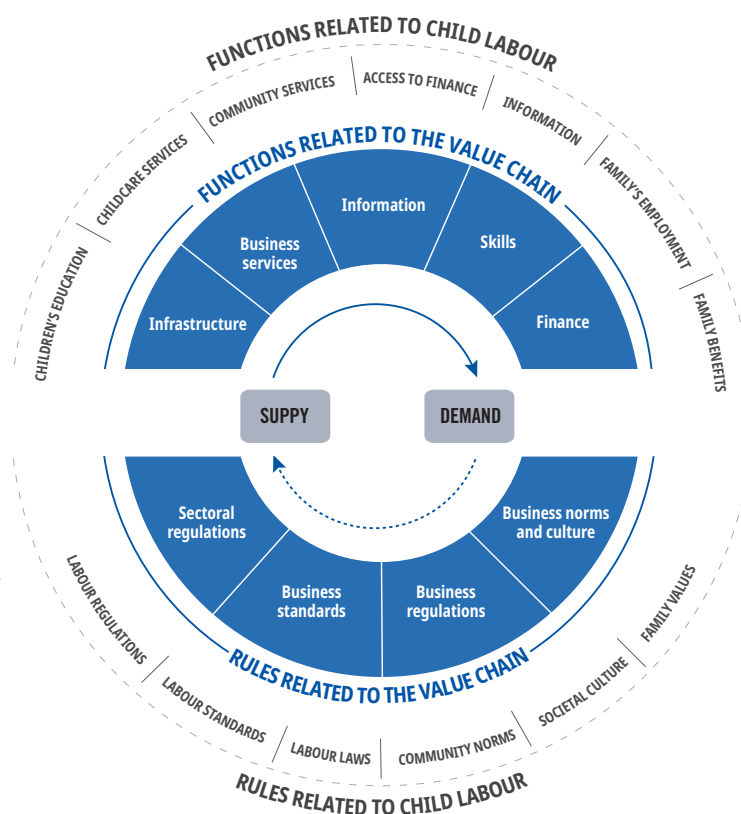 FUNCTIONS RELATED TO CHILD LABOUR
CHILDREN'S EDUCATION
CHILDCARE SERVICES
COMMUNITY SERVICES
ACCESS TO FINANCE
INFORMATION
FAMILY'S EMPLOYMENT
FAMILY BENEFITS
FUNCTIONS RELATED TO THE VALUE CHAIN
Infrastructure
Business
services
Information
Skills
Finance
SUPPY
DEMAND
Sectoral
regulations
Business
standards
Business
regulations
Business norms
and culture
RULES RELATED TO THE VALUE CHAIN
LABOUR REGULATIONS
LABOUR STANDARDS
LABOUR LAWS
COMMUNITY NORMS
SOCIETAL CULTURE
FAMILY VALUES
RULES RELATED TO CHILD LABOUR